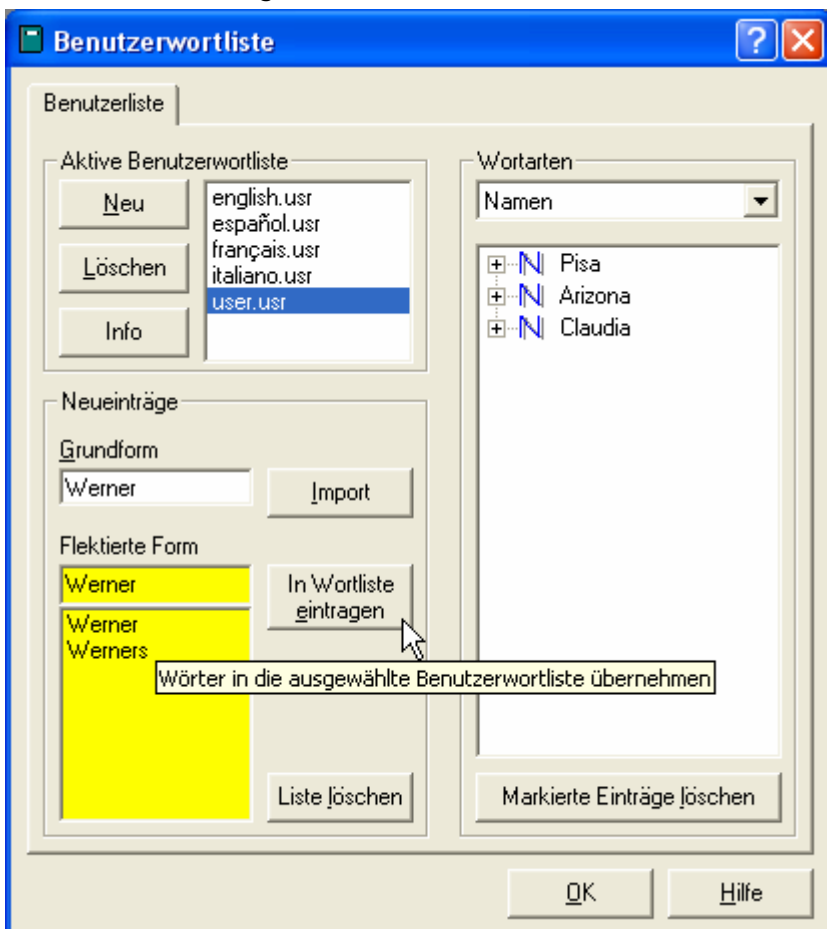 Benutzerwortliste
Benutzerliste
Aktive Benutzerwortliste
Neu
Löschen
Info
english.usr
español.usr
français.usr
italiano.usr
user.usr
Neueinträge
Grundform
Werner
Import
Flektierte Form
Werner
Werner
Werners
In Wortliste
eintragen
Wörter in die ausgewählte Benutzerwortliste übernehmen
Liste löschen
Wortarten
Namen
Pisa
Arizona
Claudia
Markierte Einträge löschen
OK
Hilfe